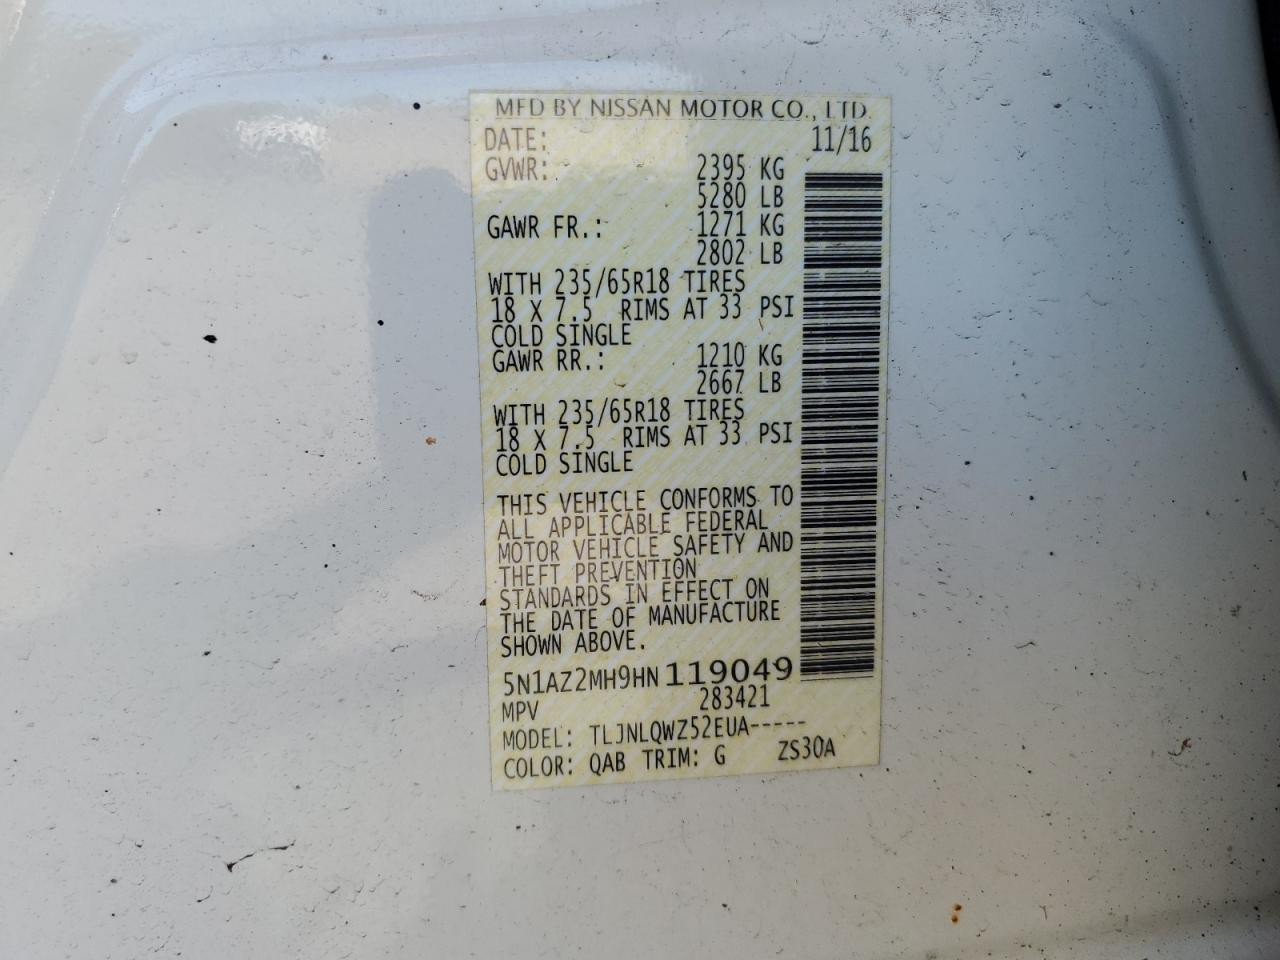 MFD BY NISSAN MOTOR CO., LTD.
DATE: 11/16
GVWR: 2395 KG
5280 LB
GAWR FR.: 1271 KG
2802 LB
WITH 235/65R18 TIRES
18 X 7.5 RIMS AT 33 PSI
COLD SINGLE
GAWR RR.: 1210 KG
2667 LB
WITH 235/65R18 TIRES
18 X 7.5 RIMS AT 33 PSI
COLD SINGLE
THIS VEHICLE CONFORMS TO
ALL APPLICABLE FEDERAL
MOTOR VEHICLE SAFETY AND
THEFT PREVENTION
STANDARDS IN EFFECT ON
THE DATE OF MANUFACTURE
SHOWN ABOVE.
5N1AZ2MH9HN119049
MPV 283421
MODEL: TLJNLQWZ52EUA-----
COLOR: QAB TRIM: G ZS30A